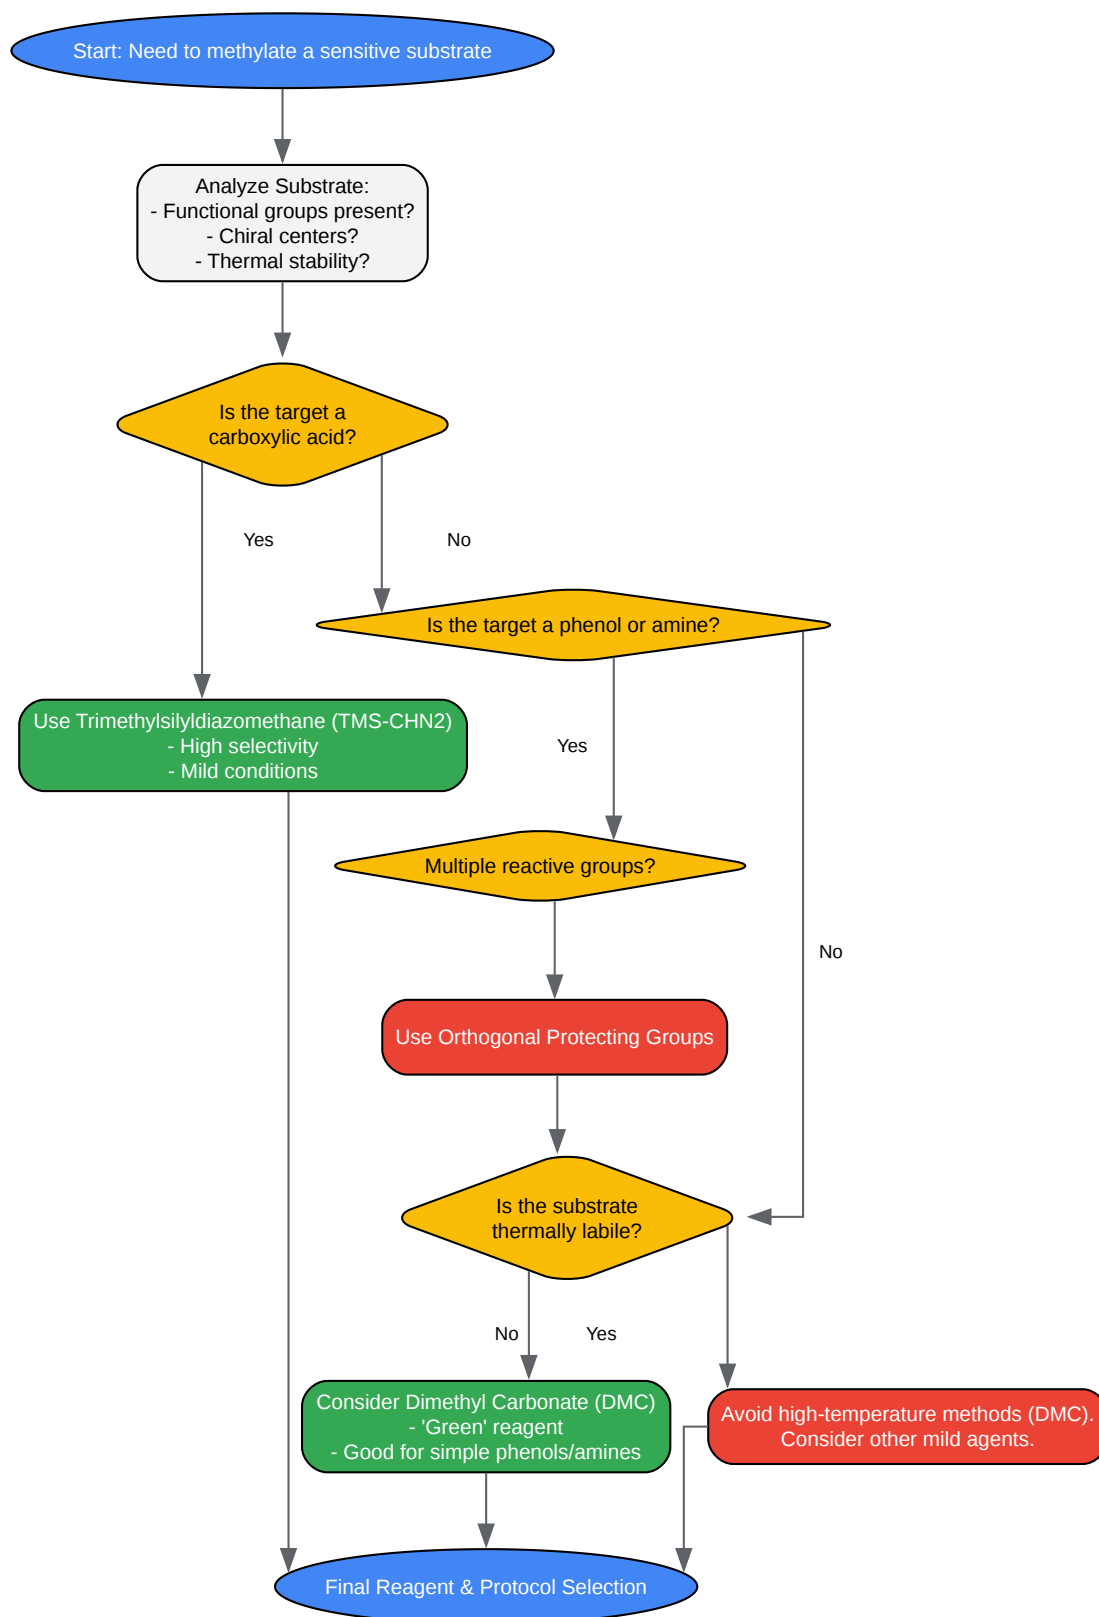 Start: Need to methylate a sensitive substrate
Analyze Substrate:
- Functional groups present?
- Chiral centers?
- Thermal stability?
Is the target a
carboxylic acid?
Yes
No
Is the target a phenol or amine?
Use Trimethylsilyldiazomethane (TMS-CHN2)
- High selectivity
- Mild conditions
Yes
Multiple reactive groups?
No
Use Orthogonal Protecting Groups
Is the substrate
thermally labile?
No
Yes
Consider Dimethyl Carbonate (DMC)
- 'Green' reagent
- Good for simple phenols/amines
Avoid high-temperature methods (DMC).
Consider other mild agents.
Final Reagent & Protocol Selection